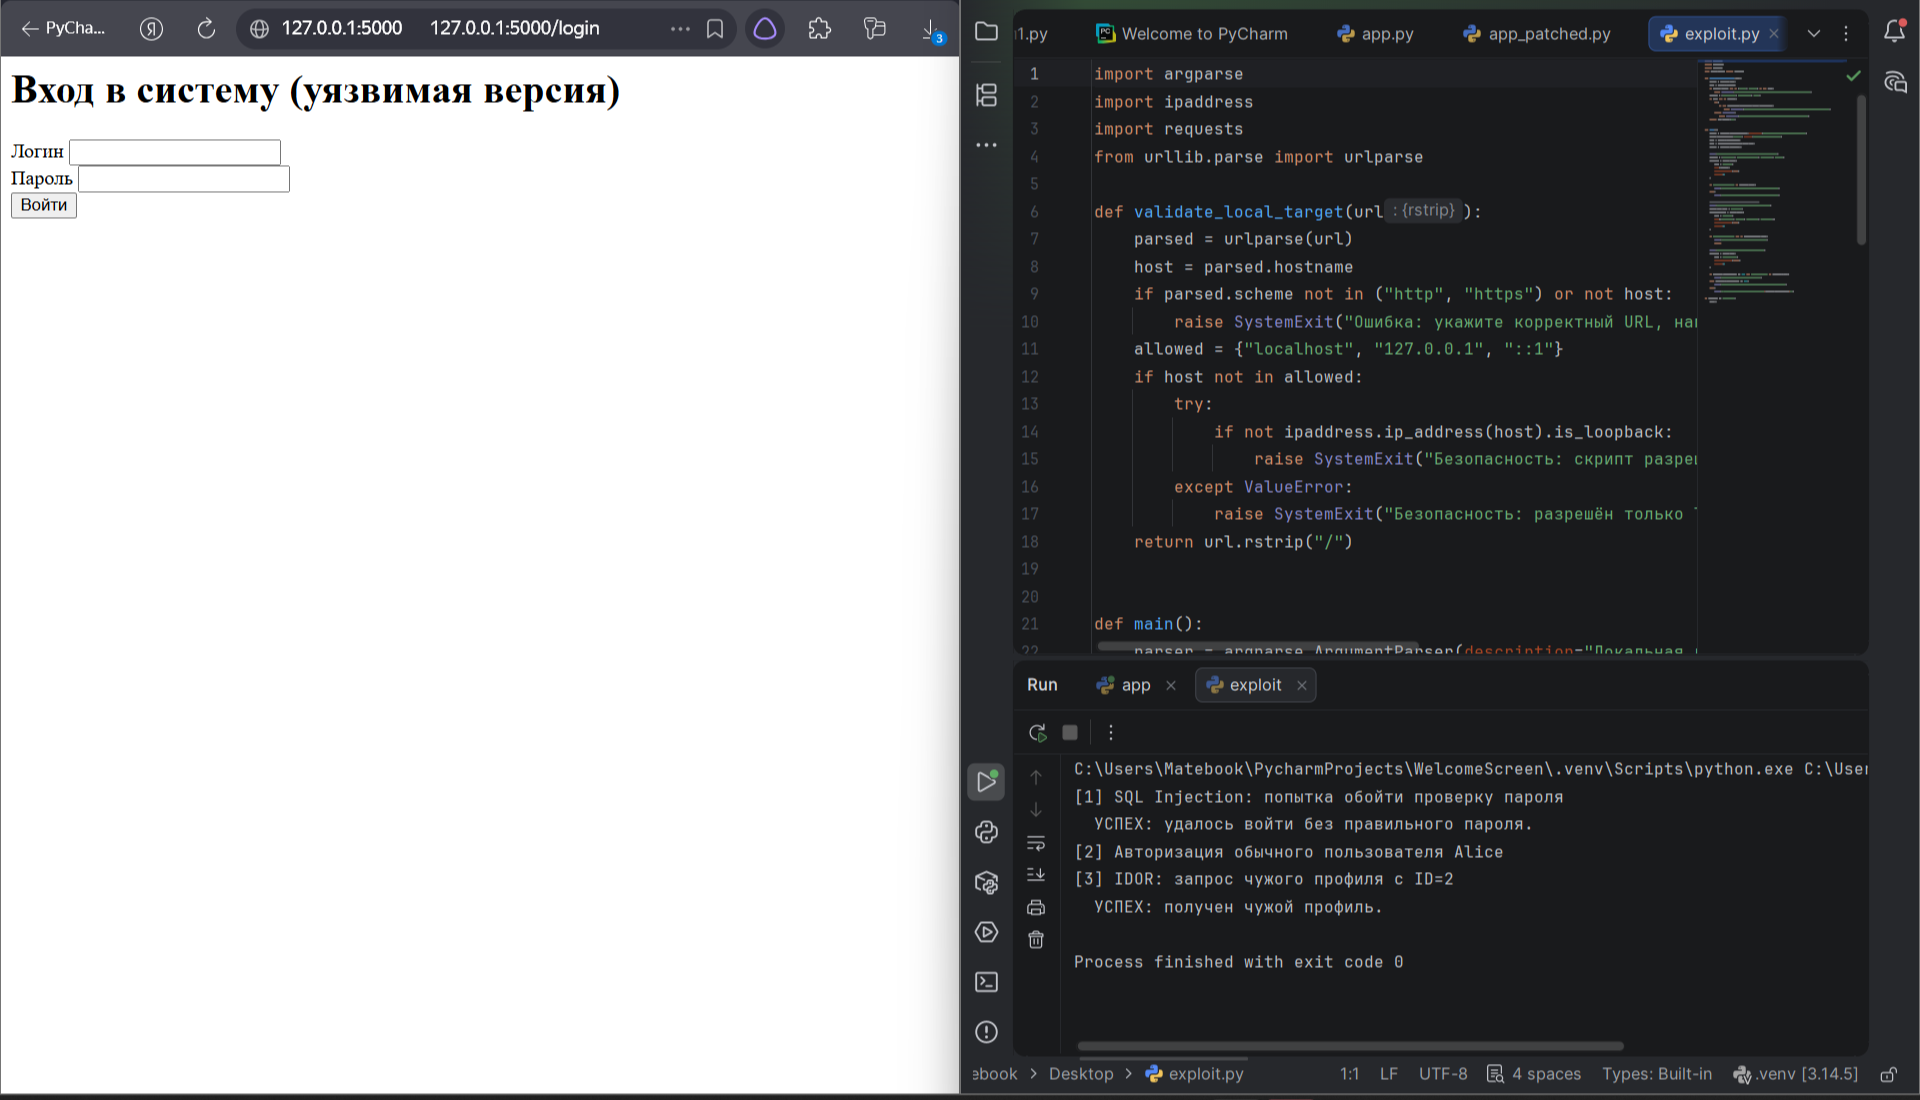 PyCha... Я 127.0.0.1:5000 127.0.0.1:5000/login 3
Вход в систему (уязвимая версия)
Логин
Пароль
Войти
Welcome to PyCharm app.py app_patched.py exploit.py
1 import argparse
2 import ipaddress
3 import requests
4 from urllib.parse import urlparse
5
6 def validate_local_target(url : {rstrip} ):
7 parsed = urlparse(url)
8 host = parsed.hostname
9 if parsed.scheme not in ("http", "https") or not host:
10 raise SystemExit("Ошибка: укажите корректный URL,
11 allowed = {"localhost", "127.0.0.1", "::1"}
12 if host not in allowed:
13 try:
14 if not ipaddress.ip_address(host).is_loopback:
15 raise SystemExit("Безопасность: скрипт
16 except ValueError:
17 raise SystemExit("Безопасность: разрешён только
18 return url.rstrip("/")
19
20
21 def main():
22 parser = argparse.ArgumentParser(description="Локальная
Run app exploit
C:\Users\Matebook\PycharmProjects\WelcomeScreen\.venv\Scripts\python.exe
[1] SQL Injection: попытка обойти проверку пароля
УСПЕХ: удалось войти без правильного пароля.
[2] Авторизация обычного пользователя Alice
[3] IDOR: запрос чужого профиля с ID=2
УСПЕХ: получен чужой профиль.
Process finished with exit code 0
ebook > Desktop > exploit.py 1:1 LF UTF-8 4 spaces Types: Built-in .venv [3.14.5]